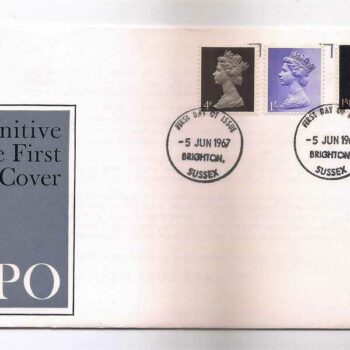 nitive
e First
Cover
PO
4D
1/-
FIRST DAY OF ISSUE
-5 JUN 1967
BRIGHTON,
SUSSEX
FIRST DAY OF
-5 JUN 196
BRIGHTON,
SUSSEX